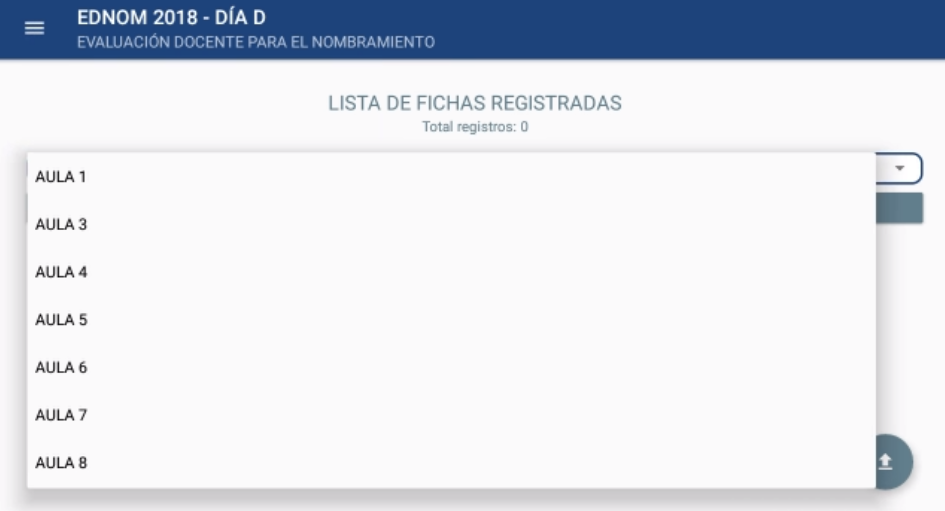 EDNOM 2018 - DÍA D
EVALUACIÓN DOCENTE PARA EL NOMBRAMIENTO
LISTA DE FICHAS REGISTRADAS
Total registros: 0
AULA 1
AULA 3
AULA 4
AULA 5
AULA 6
AULA 7
AULA 8